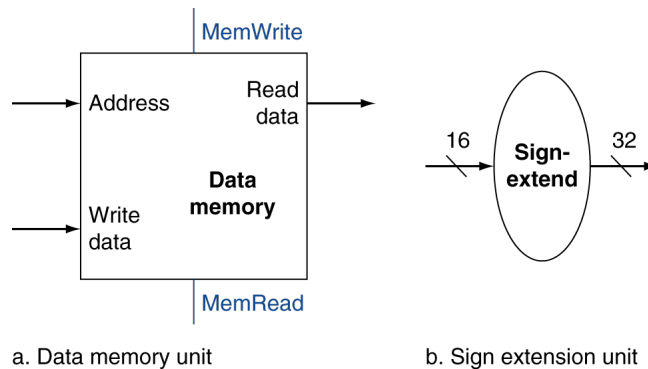 MemWrite
Address
Read
data
Data
memory
Write
data
MemRead
a. Data memory unit
16
Sign-
extend
32
b. Sign extension unit